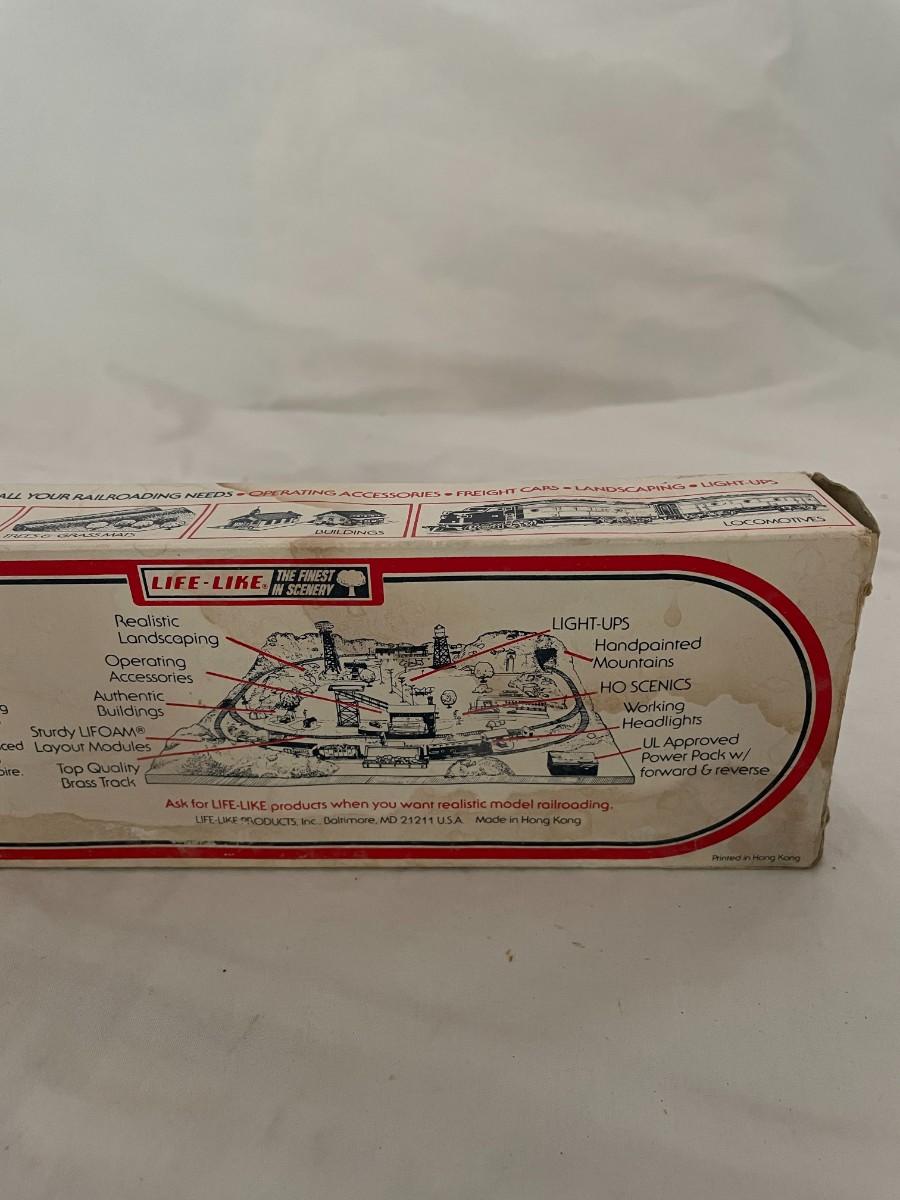 ALL YOUR RAILROADING NEEDS • OPERATING ACCESSORIES • FREIGHT CARS • LANDSCAPING • LIGHT-UPS
TREES & GRASS MATS
BUILDINGS
LOCOMOTIVES
LIFE-LIKE® THE FINEST
IN SCENERY
Realistic
Landscaping
Operating
Accessories
Authentic
Buildings
Sturdy LIFOAM®
Layout Modules
Top Quality
Brass Track
LIGHT-UPS
Handpainted
Mountains
HO SCENICS
Working
Headlights
UL Approved
Power Pack w/
forward & reverse
Ask for LIFE-LIKE products when you want realistic model railroading.
LIFE-LIKE PRODUCTS, Inc., Baltimore, MD 21211 U.S.A. Made in Hong Kong
Printed in Hong Kong